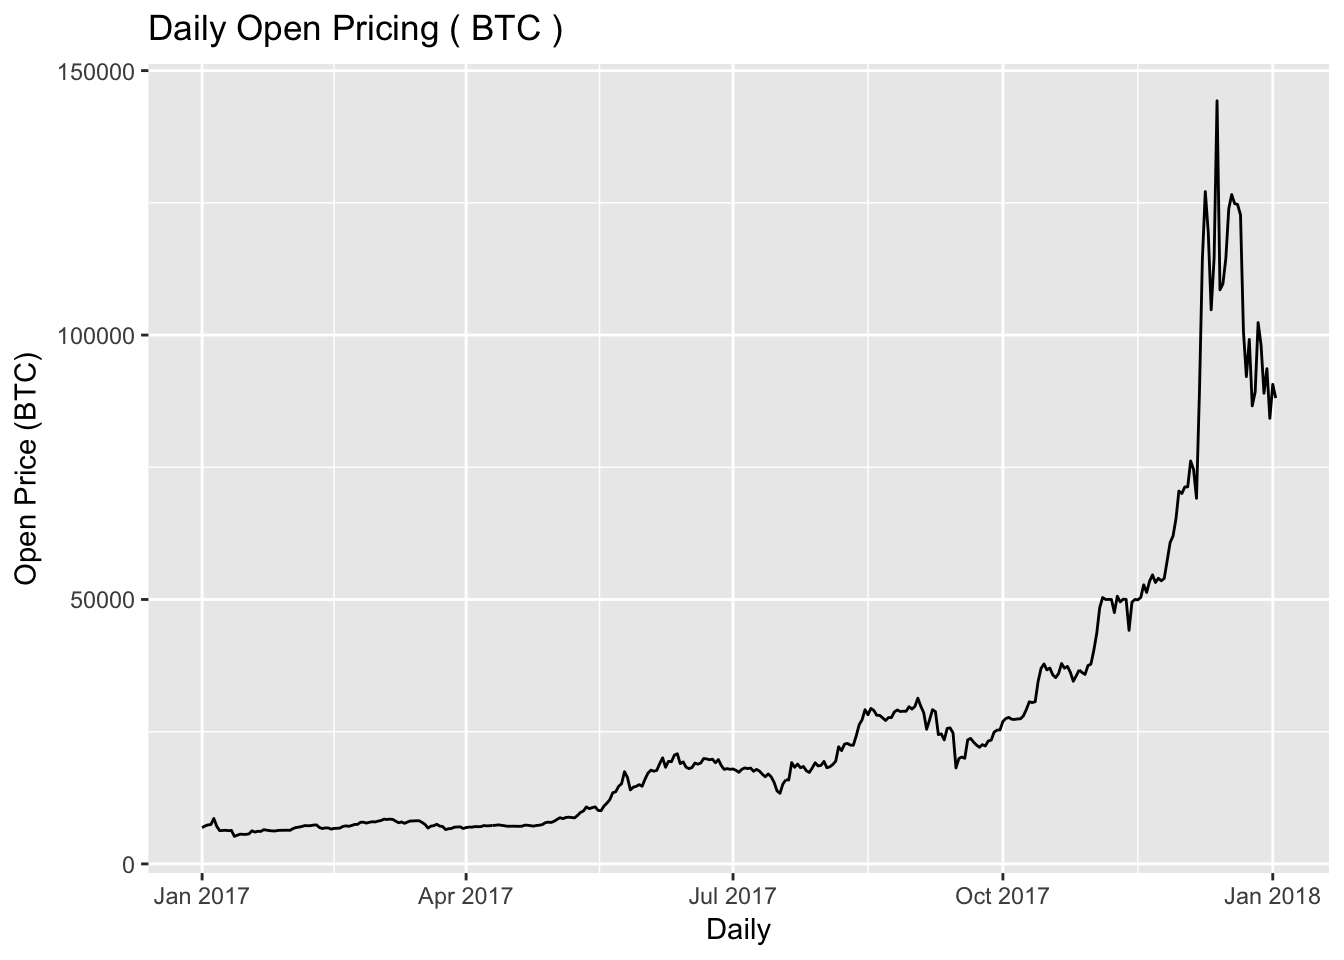 Daily Open Pricing ( BTC )
150000
100000
50000
0
Open Price (BTC)
Jan 2017 Apr 2017 Jul 2017 Oct 2017 Jan 2018
Daily